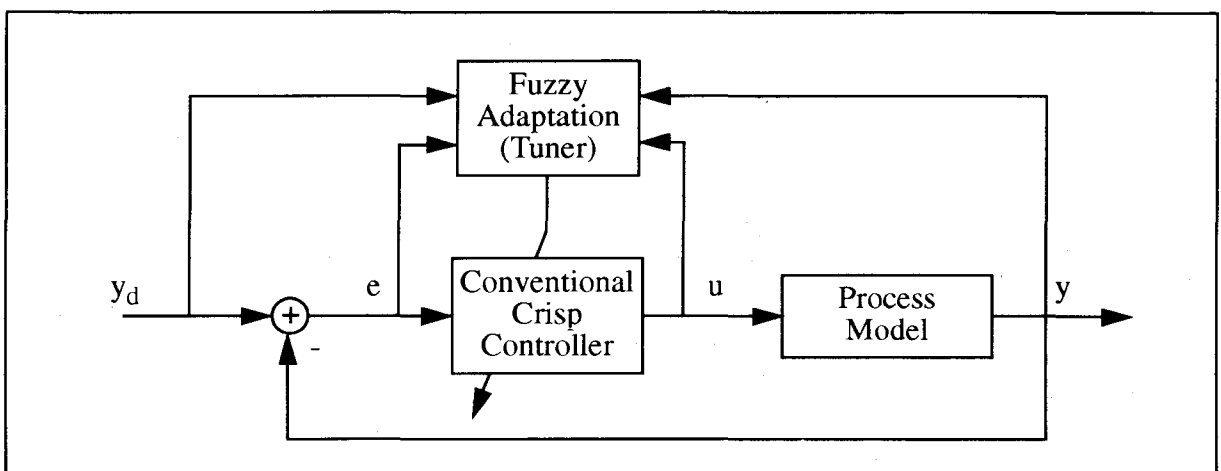 Fuzzy
Adaptation
(Tuner)
y_d
e
Conventional
Crisp
Controller
u
Process
Model
y
+
-